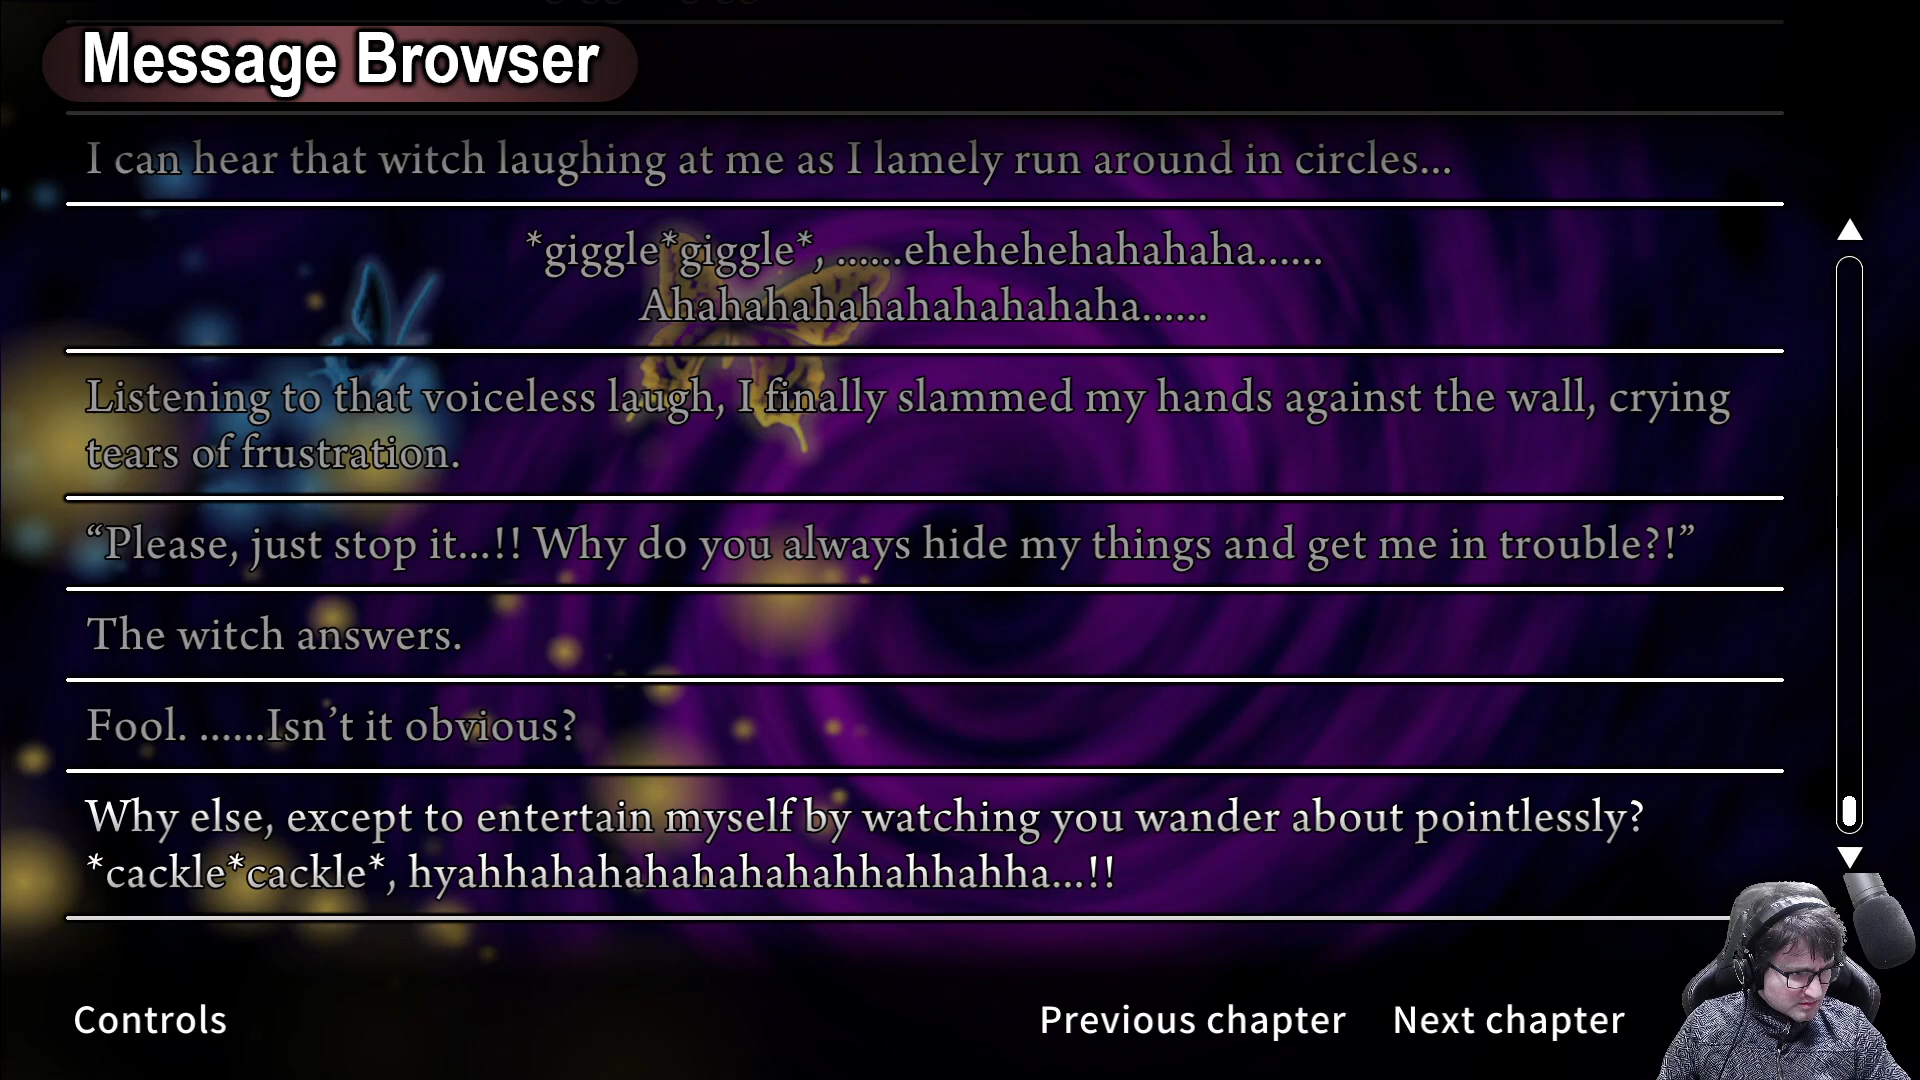 Message Browser
I can hear that witch laughing at me as I lamely run around in circles...
*giggle*giggle*, ......ehehehehahahaha......
Ahahahahahahahahahaha......
Listening to that voiceless laugh, I finally slammed my hands against the wall, crying
tears of frustration.
“Please, just stop it...!! Why do you always hide my things and get me in trouble?!”
The witch answers.
Fool. ......Isn’t it obvious?
Why else, except to entertain myself by watching you wander about pointlessly?
*cackle*cackle*, hyahhahahahahahahahhahhahha...!!
Controls
Previous chapter
Next chapter